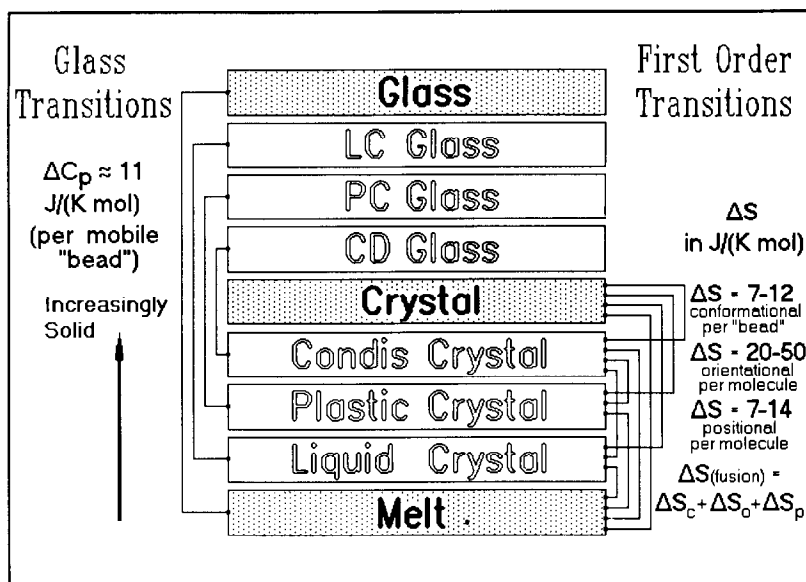 Glass
Transitions
ΔCp ≈ 11
J/(K mol)
(per mobile
"bead")
Increasingly
Solid
Glass
LC Glass
PC Glass
CD Glass
Crystal
Condis Crystal
Plastic Crystal
Liquid Crystal
Melt
First Order
Transitions
ΔS
in J/(K mol)
ΔS = 7-12
conformational
per "bead"
ΔS = 20-50
orientational
per molecule
ΔS = 7-14
positional
per molecule
ΔS(fusion) =
ΔSc+ΔSo+ΔSp